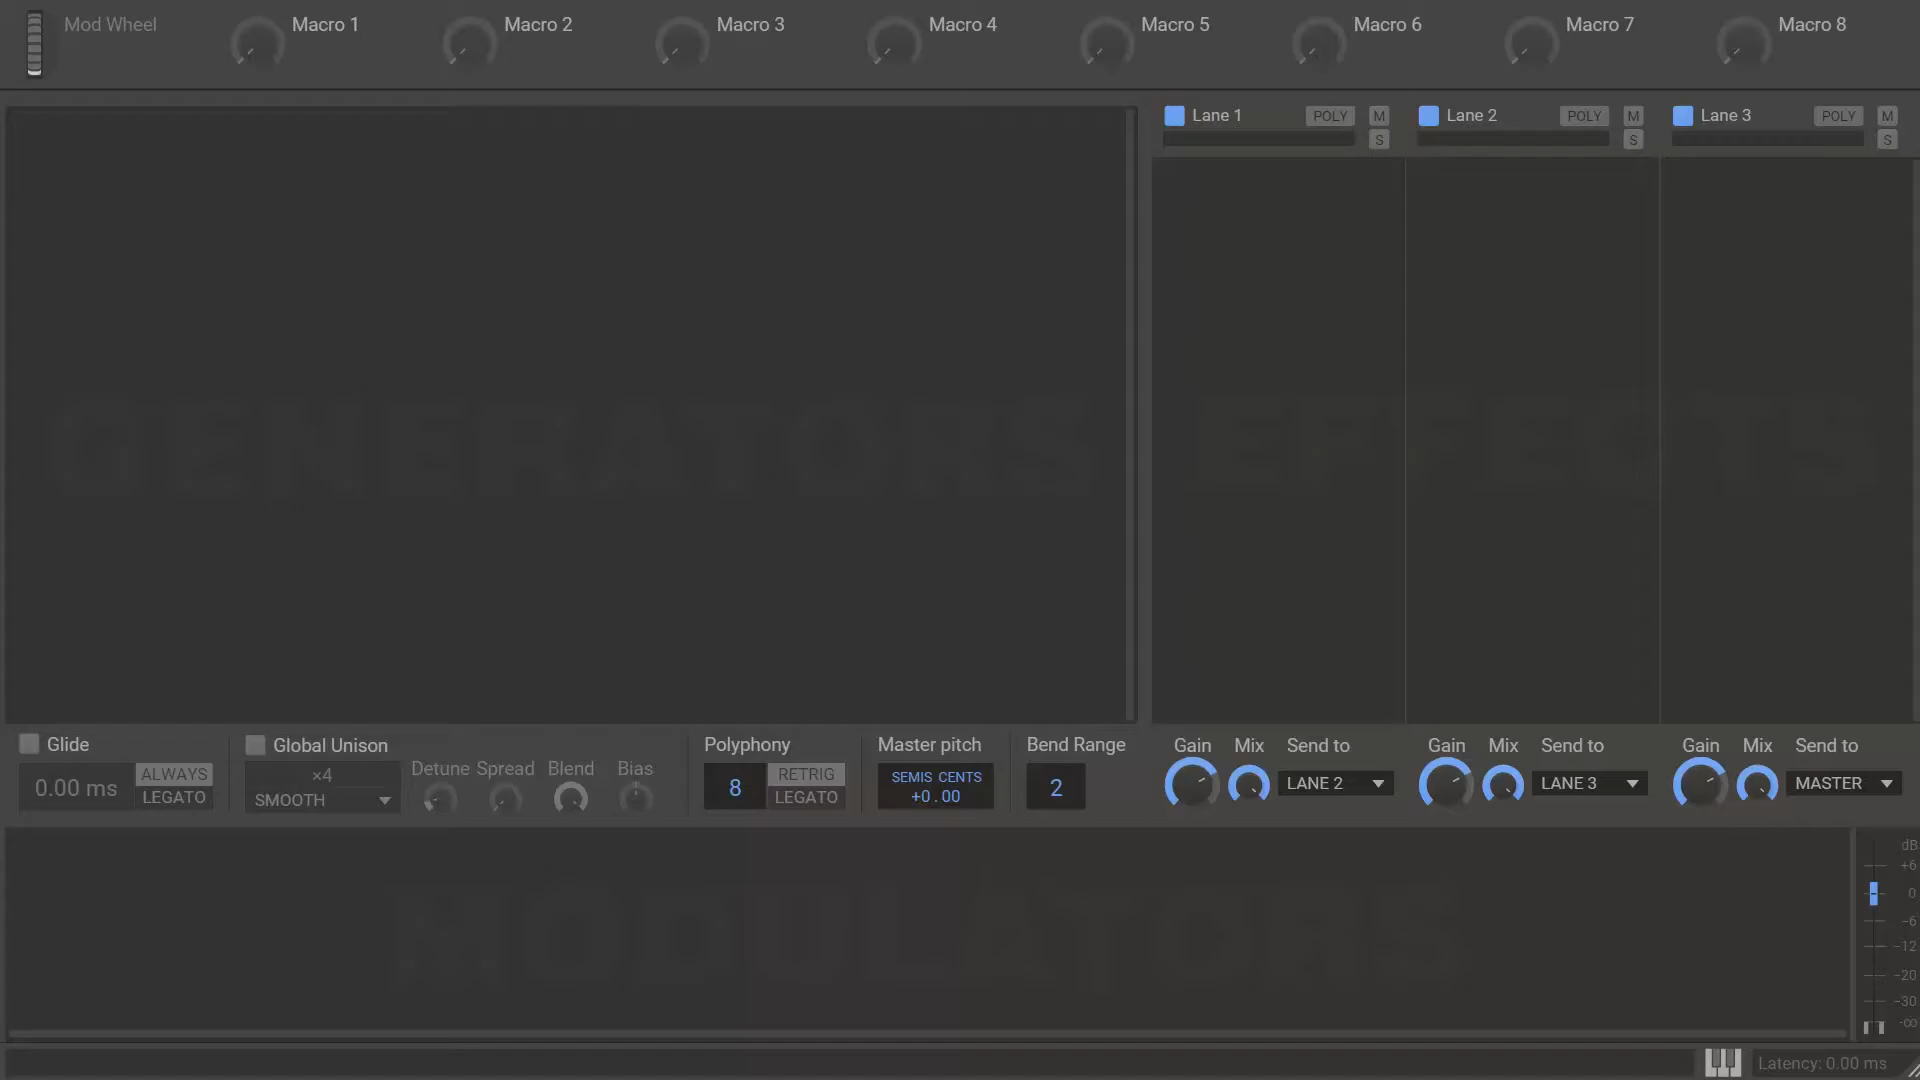 Mod Wheel
Macro 1
Macro 2
Macro 3
Macro 4
Macro 5
Macro 6
Macro 7
Macro 8
Lane 1 POLY M
S
Lane 2 POLY M
S
Lane 3 POLY M
S
GENERATORS
EFFECTS
Glide
0.00 ms
ALWAYS
LEGATO
Global Unison
×4
SMOOTH
Detune
Spread
Blend
Bias
Polyphony
8
RETRIG
LEGATO
Master pitch
SEMIS CENTS
+0.00
Bend Range
2
Gain Mix Send to
LANE 2
Gain Mix Send to
LANE 3
Gain Mix Send to
MASTER
MODULATORS
dB
+6
0
-6
-12
-20
-30
-∞
Latency: 0.00 ms